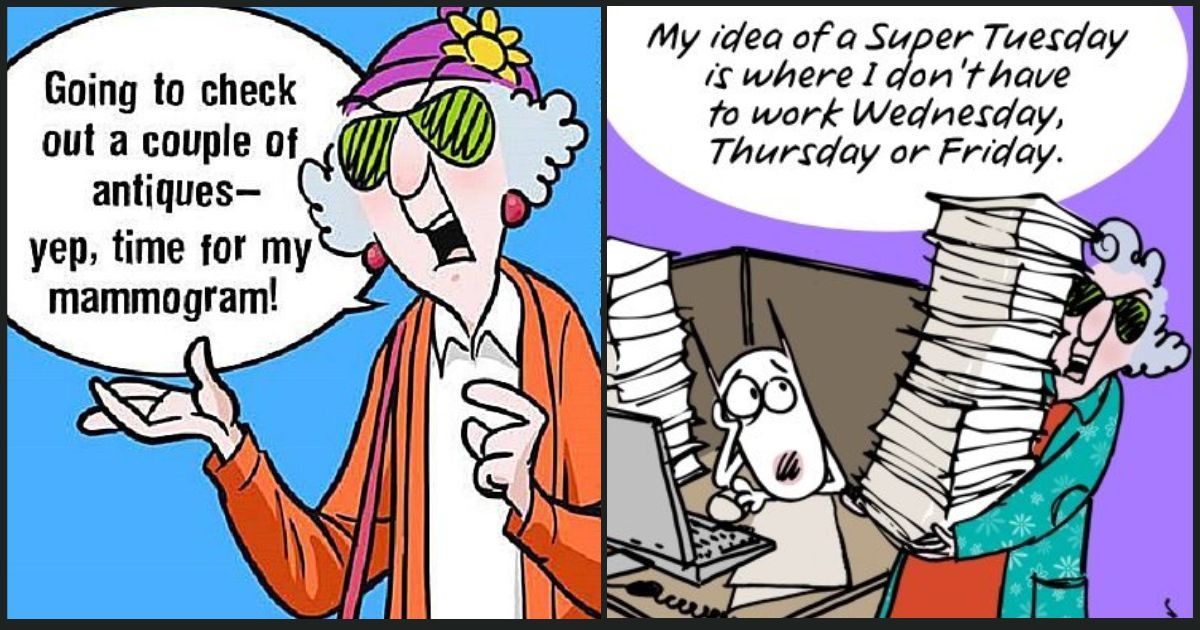 Going to check
out a couple of
antiques—
yep, time for my
mammogram!
My idea of a Super Tuesday
is where I don't have
to work Wednesday,
Thursday or Friday.